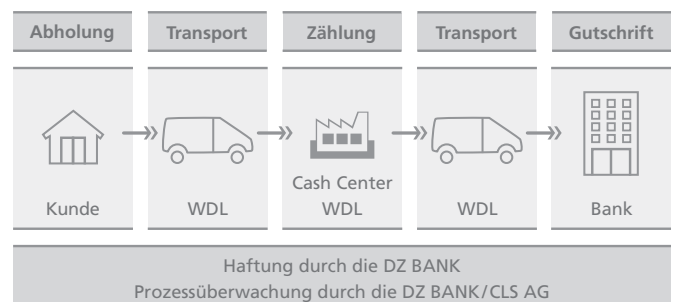 Abholung
Transport
Zählung
Transport
Gutschrift
Kunde
WDL
Cash Center
WDL
WDL
Bank
Haftung durch die DZ BANK
Prozessüberwachung durch die DZ BANK/CLS AG